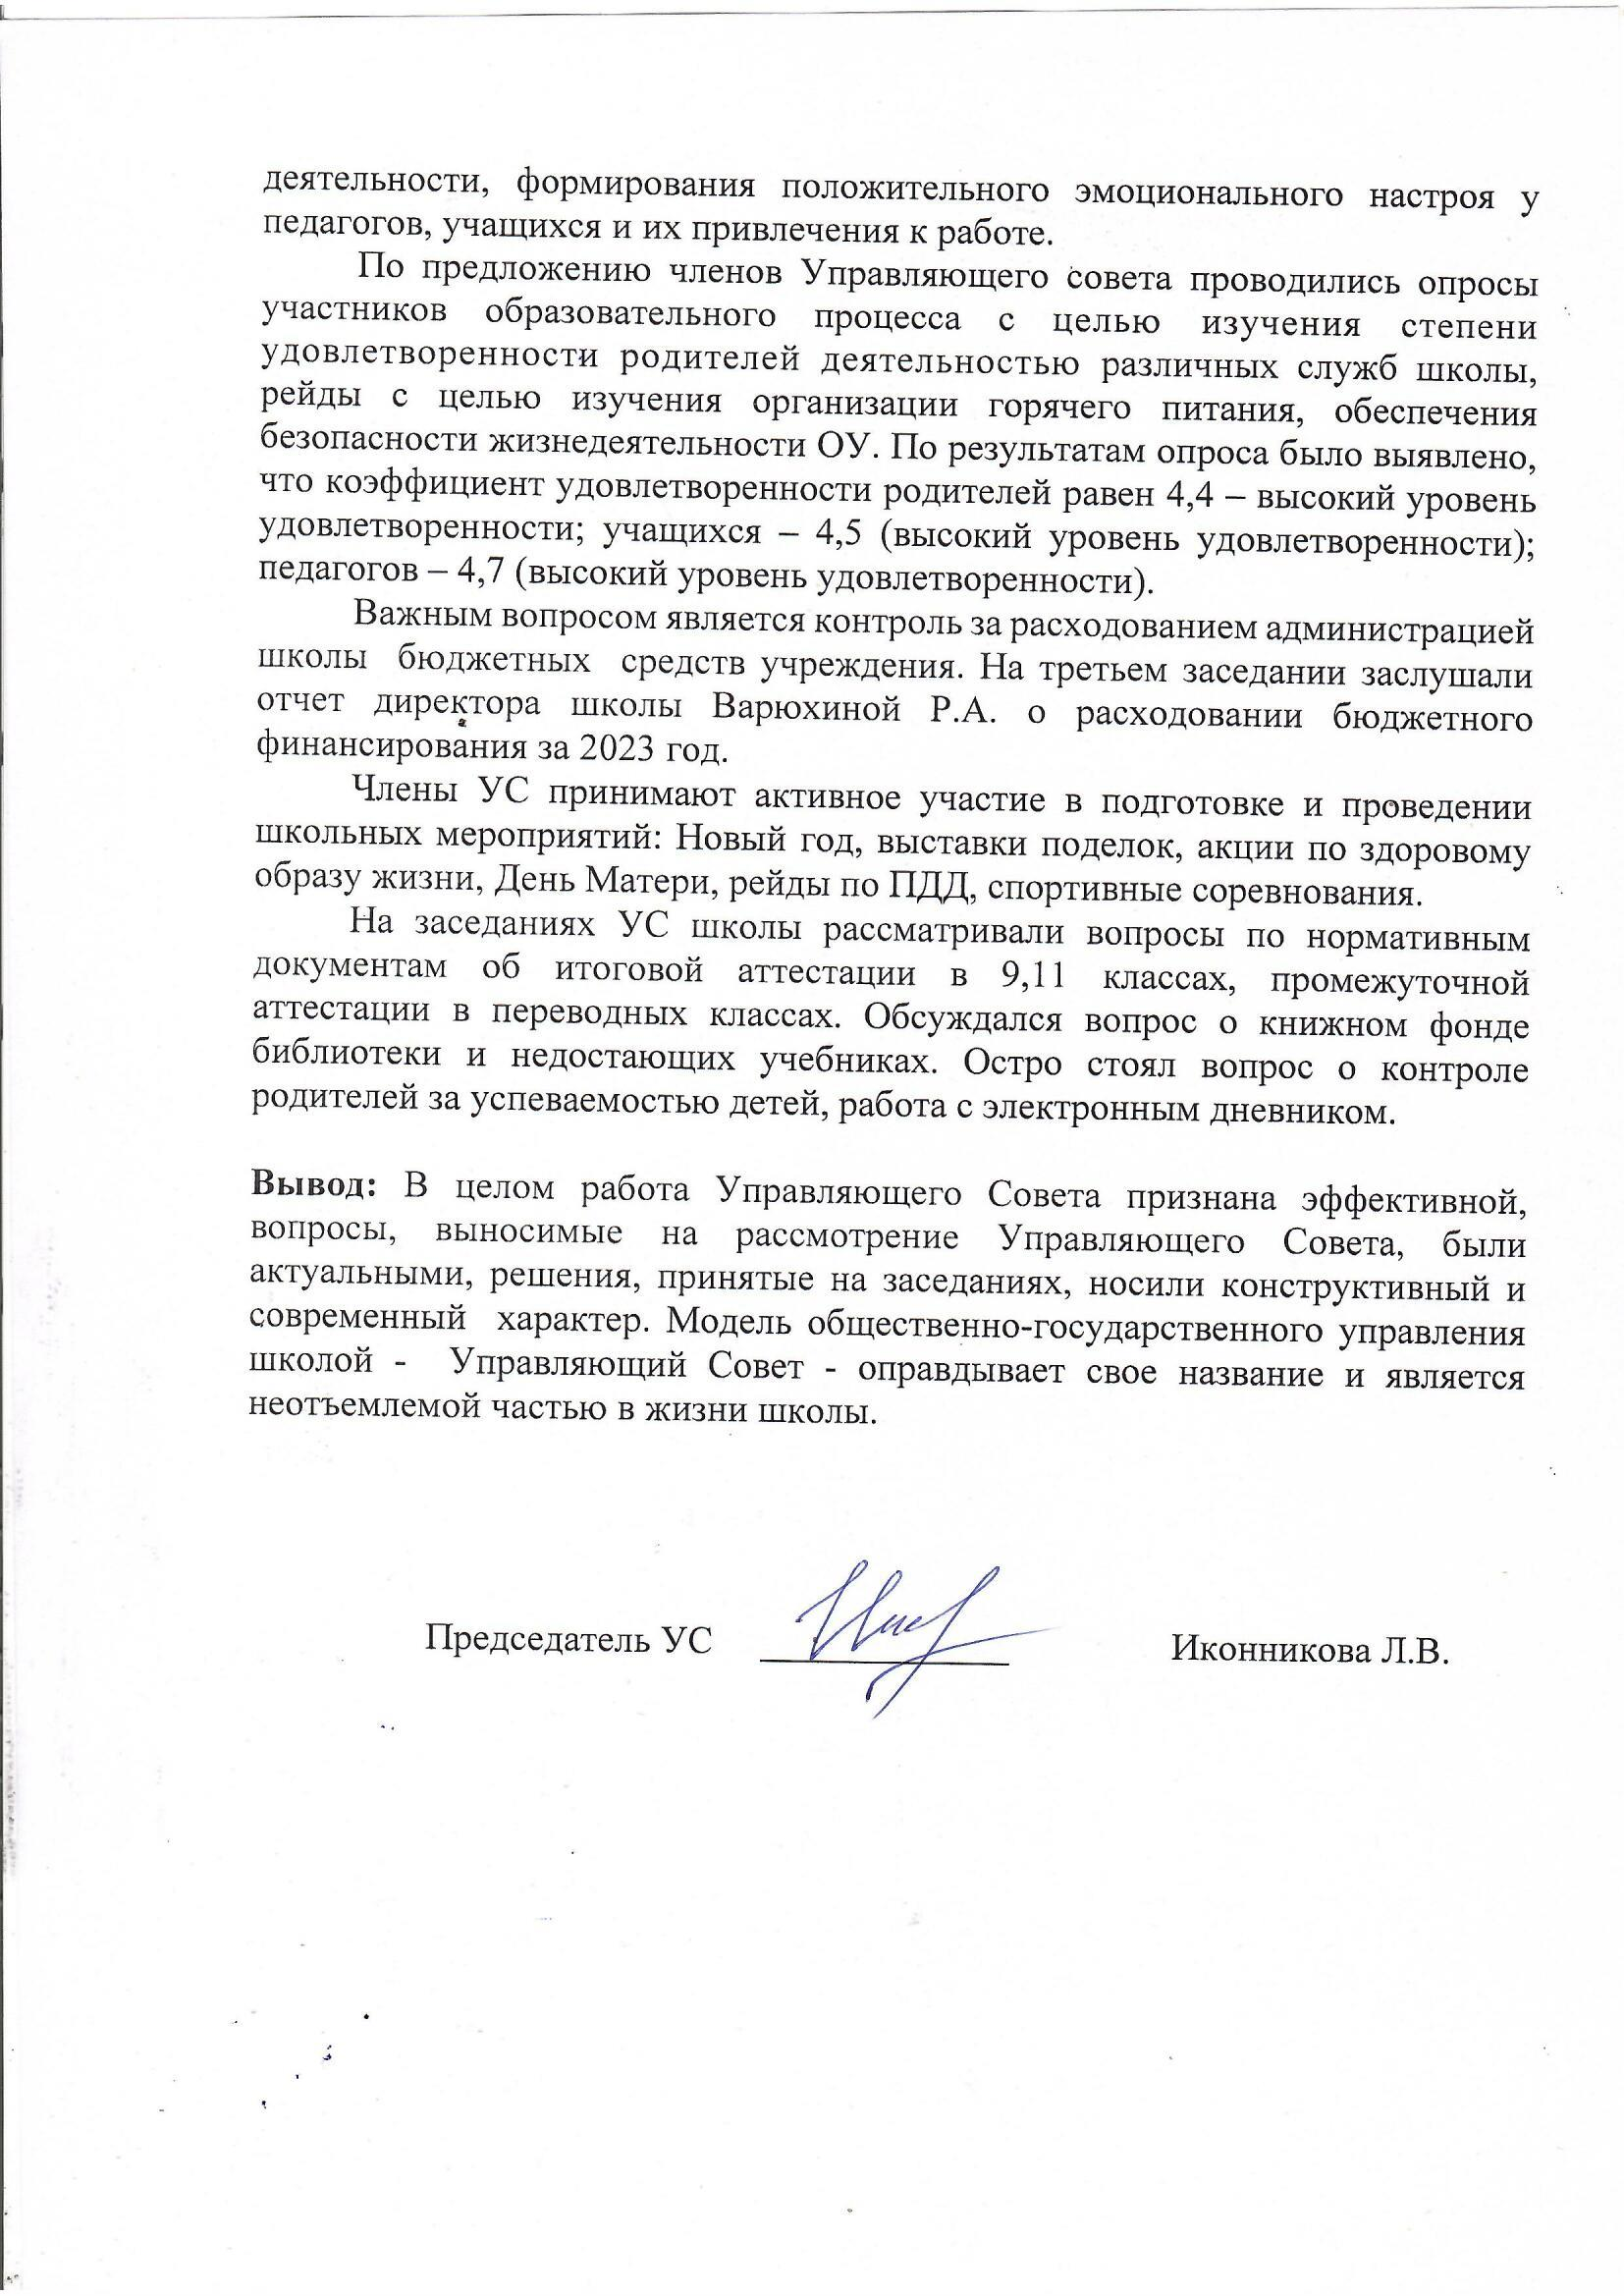 деятельности, формирования положительного эмоционального настроя у
педагогов, учащихся и их привлечения к работе.
По предложению членов Управляющего совета проводились опросы
участников образовательного процесса с целью изучения степени
удовлетворенности родителей деятельностью различных служб школы,
рейды с целью изучения организации горячего питания, обеспечения
безопасности жизнедеятельности ОУ. По результатам опроса было выявлено,
что коэффициент удовлетворенности родителей равен 4,4 – высокий уровень
удовлетворенности; учащихся – 4,5 (высокий уровень удовлетворенности);
педагогов – 4,7 (высокий уровень удовлетворенности).
Важным вопросом является контроль за расходованием администрацией
школы бюджетных средств учреждения. На третьем заседании заслушали
отчет директора школы Варюхиной Р.А. о расходовании бюджетного
финансирования за 2023 год.
Члены УС принимают активное участие в подготовке и проведении
школьных мероприятий: Новый год, выставки поделок, акции по здоровому
образу жизни, День Матери, рейды по ПДД, спортивные соревнования.
На заседаниях УС школы рассматривали вопросы по нормативным
документам об итоговой аттестации в 9,11 классах, промежуточной
аттестации в переводных классах. Обсуждался вопрос о книжном фонде
библиотеки и недостающих учебниках. Остро стоял вопрос о контроле
родителей за успеваемостью детей, работа с электронным дневником.
Вывод: В целом работа Управляющего Совета признана эффективной,
вопросы, выносимые на рассмотрение Управляющего Совета, были
актуальными, решения, принятые на заседаниях, носили конструктивный и
современный характер. Модель общественно-государственного управления
школой - Управляющий Совет - оправдывает свое название и является
неотъемлемой частью в жизни школы.
Председатель УС Иконникова Л.В.